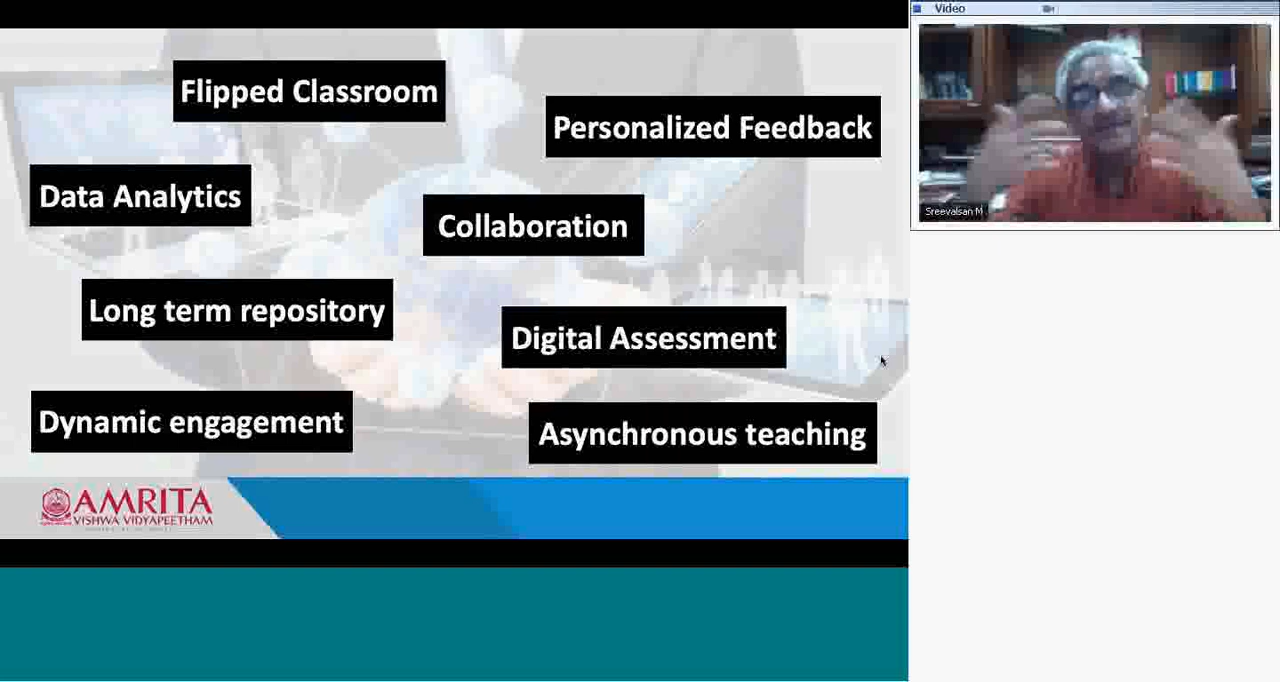 Video
Flipped Classroom
Personalized Feedback
Data Analytics
Collaboration
Long term repository
Digital Assessment
Dynamic engagement
Asynchronous teaching
Sreevalsan M
AMRITA
VISHWA VIDYAPEETHAM